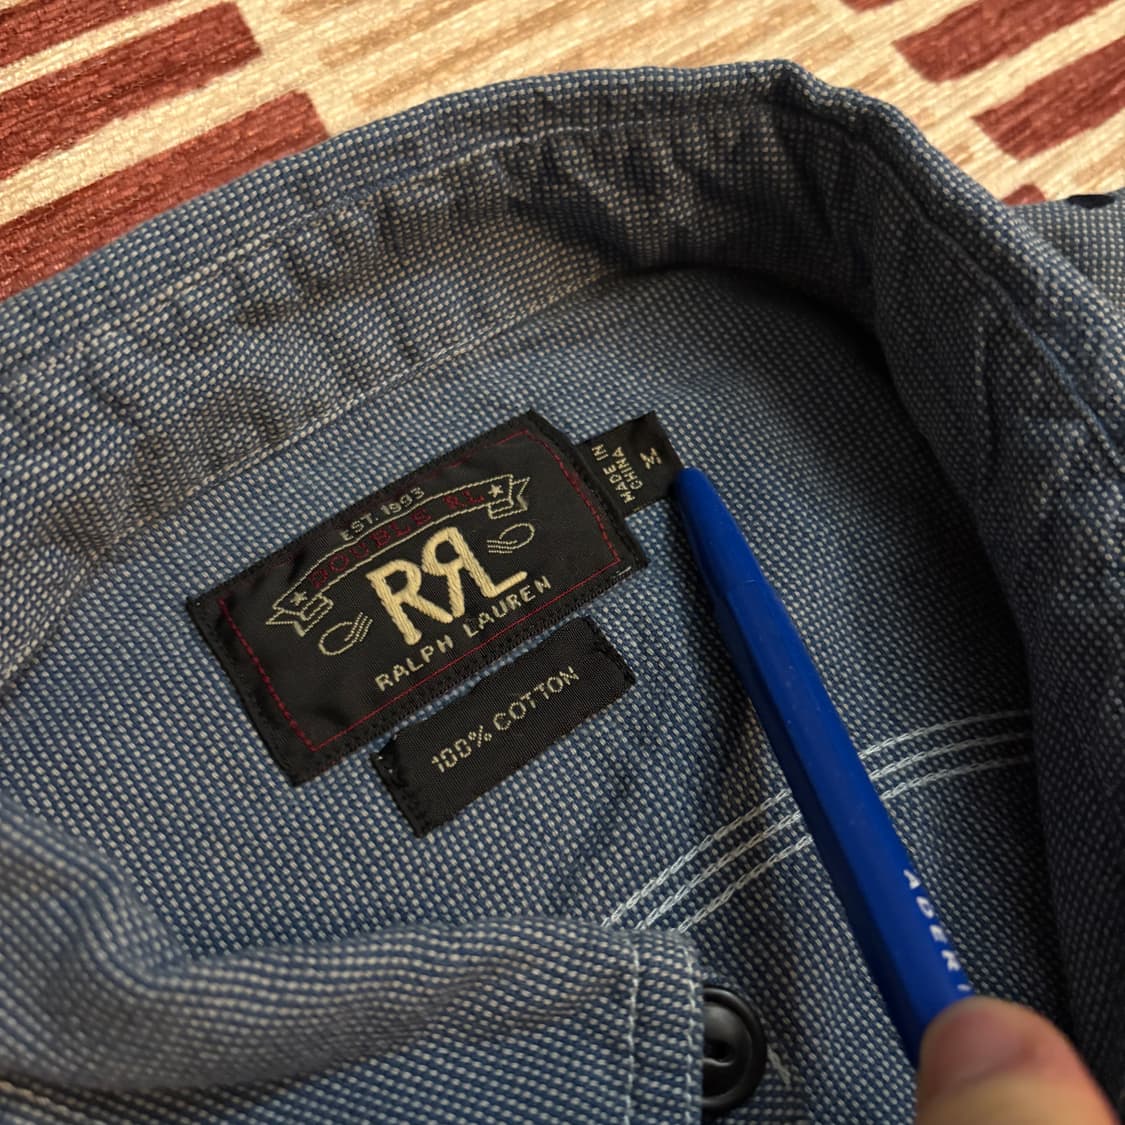 EST. 1993
DOUBLE RL
RRL
RALPH LAUREN
MADE IN
CHINA
M
100% COTTON